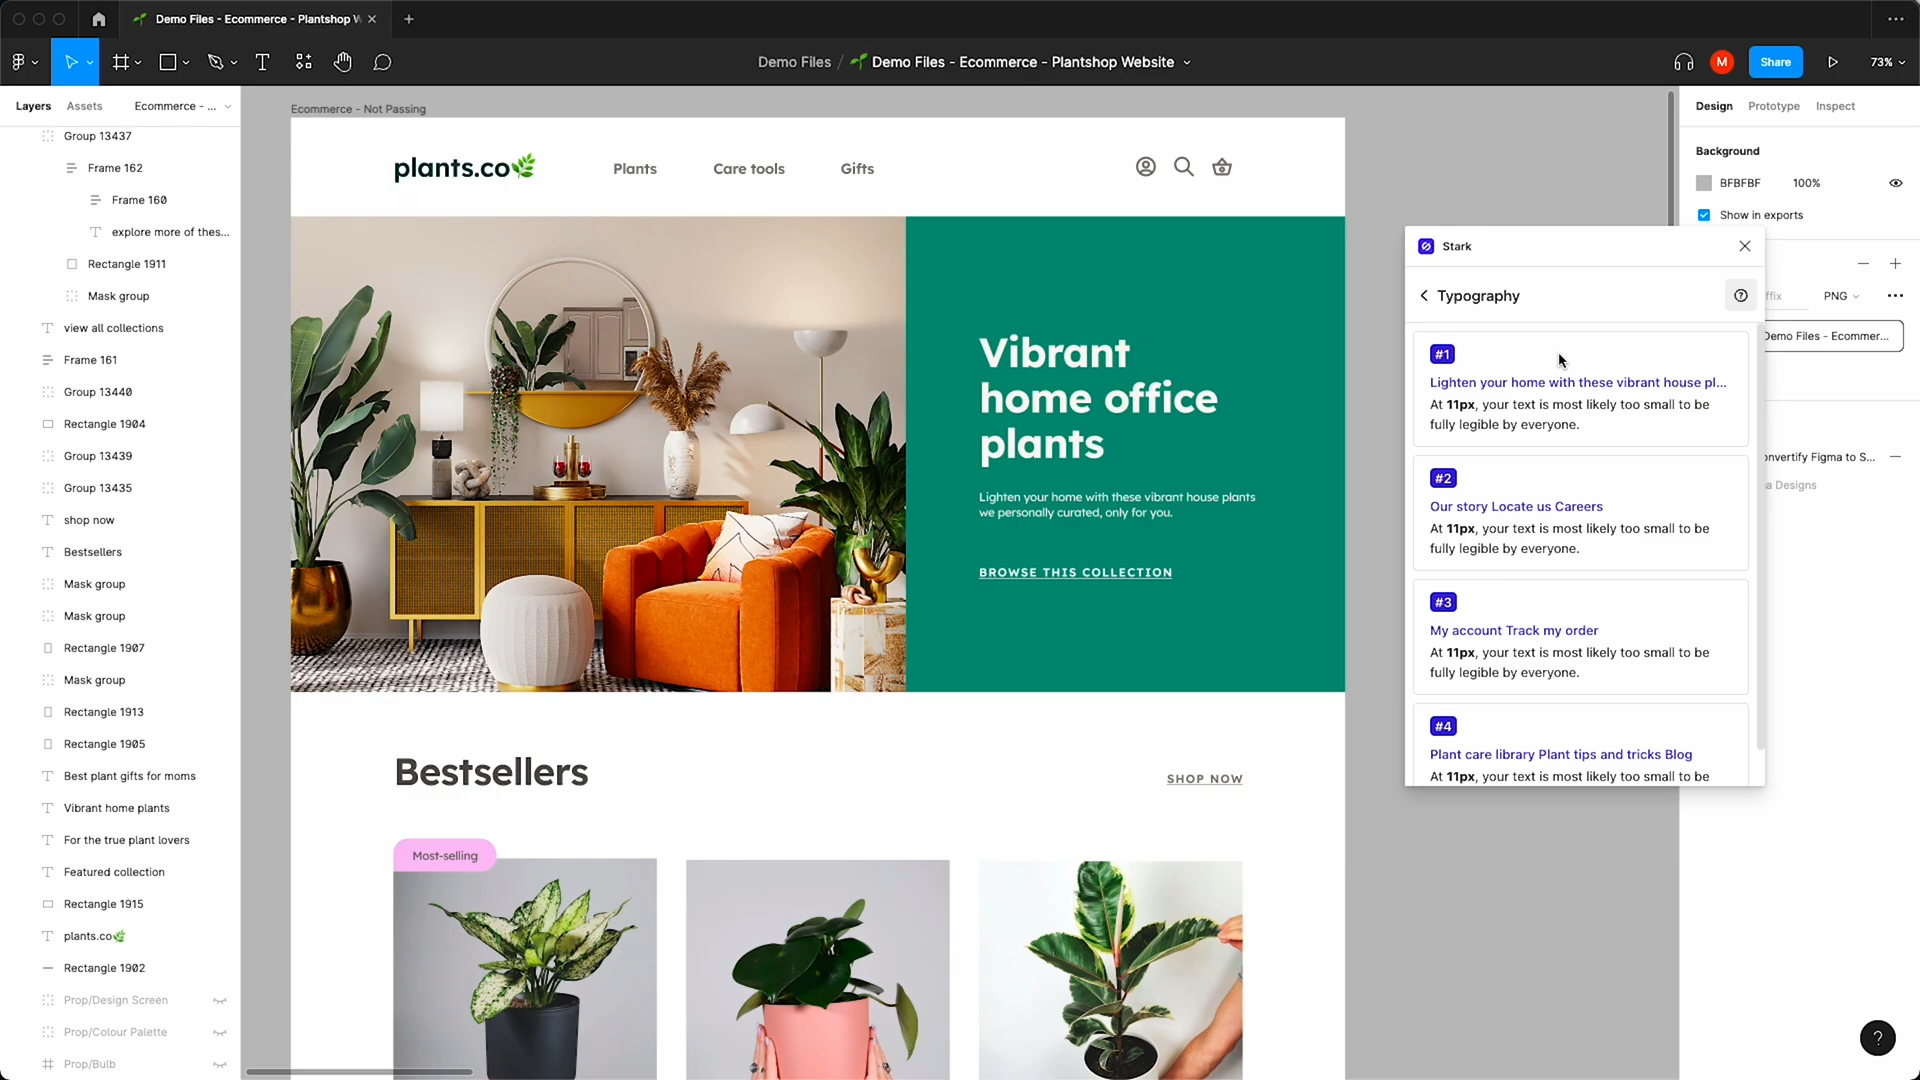 Demo Files - Ecommerce - Plantshop W
Demo Files / Demo Files - Ecommerce - Plantshop Website
M
Share
73%
Layers
Assets
Ecommerce - ...
Group 13437
Frame 162
Frame 160
explore more of thes...
Rectangle 1911
Mask group
view all collections
Frame 161
Group 13440
Rectangle 1904
Group 13439
Group 13435
shop now
Bestsellers
Mask group
Mask group
Rectangle 1907
Mask group
Rectangle 1913
Rectangle 1905
Best plant gifts for moms
Vibrant home plants
For the true plant lovers
Featured collection
Rectangle 1915
plants.co
Rectangle 1902
Prop/Design Screen
Prop/Colour Palette
Prop/Bulb
Ecommerce - Not Passing
plants.co
Plants
Care tools
Gifts
Vibrant
home office
plants
Lighten your home with these vibrant house plants
we personally curated, only for you.
BROWSE THIS COLLECTION
Bestsellers
SHOP NOW
Most-selling
Stark
Typography
#1
Lighten your home with these vibrant house pl...
At 11px, your text is most likely too small to be
fully legible by everyone.
#2
Our story Locate us Careers
At 11px, your text is most likely too small to be
fully legible by everyone.
#3
My account Track my order
At 11px, your text is most likely too small to be
fully legible by everyone.
#4
Plant care library Plant tips and tricks Blog
At 11px, your text is most likely too small to be
Design
Prototype
Inspect
Background
BFBFBF
100%
Show in exports
ffix
PNG
Demo Files - Ecommer...
onvertify Figma to S...
a Designs
?